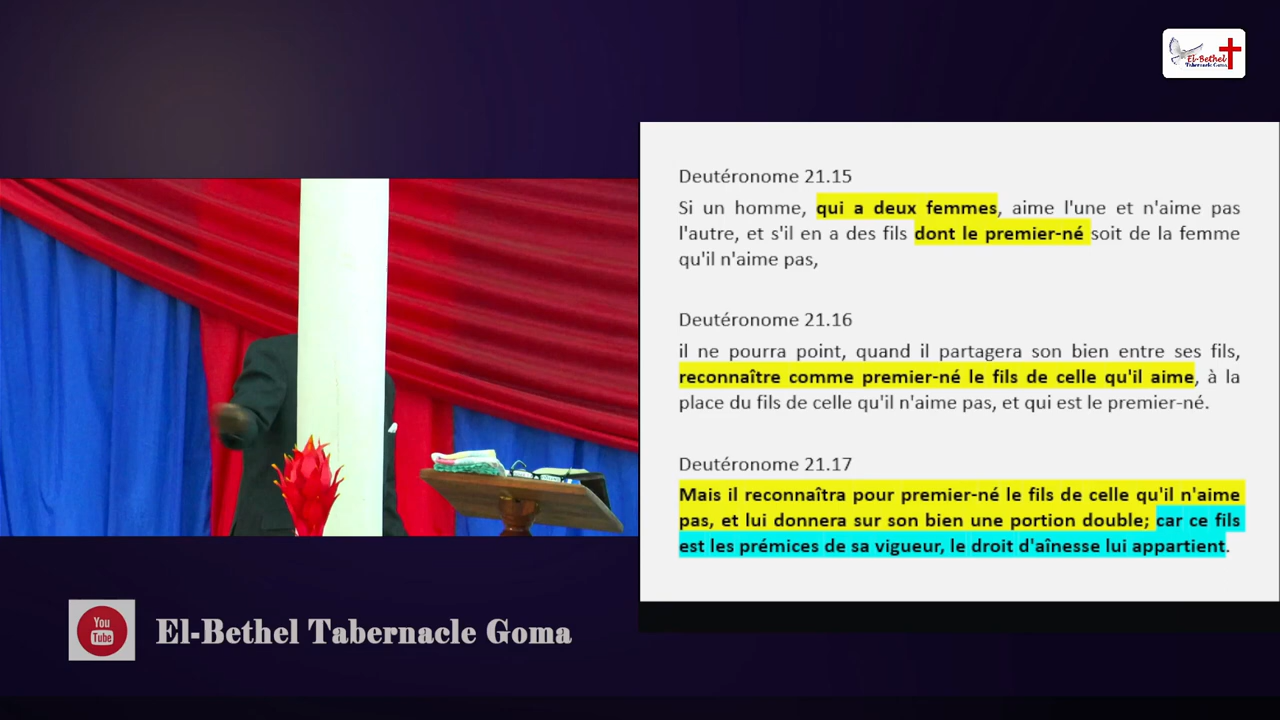 El-Bethel
Tabernacle Goma
Deutéronome 21.15
Si un homme, qui a deux femmes, aime l'une et n'aime pas
l'autre, et s'il en a des fils dont le premier-né soit de la femme
qu'il n'aime pas,
Deutéronome 21.16
il ne pourra point, quand il partagera son bien entre ses fils,
reconnaître comme premier-né le fils de celle qu'il aime, à la
place du fils de celle qu'il n'aime pas, et qui est le premier-né.
Deutéronome 21.17
Mais il reconnaîtra pour premier-né le fils de celle qu'il n'aime
pas, et lui donnera sur son bien une portion double; car ce fils
est les prémices de sa vigueur, le droit d'aînesse lui appartient.
You
Tube
El-Bethel Tabernacle Goma